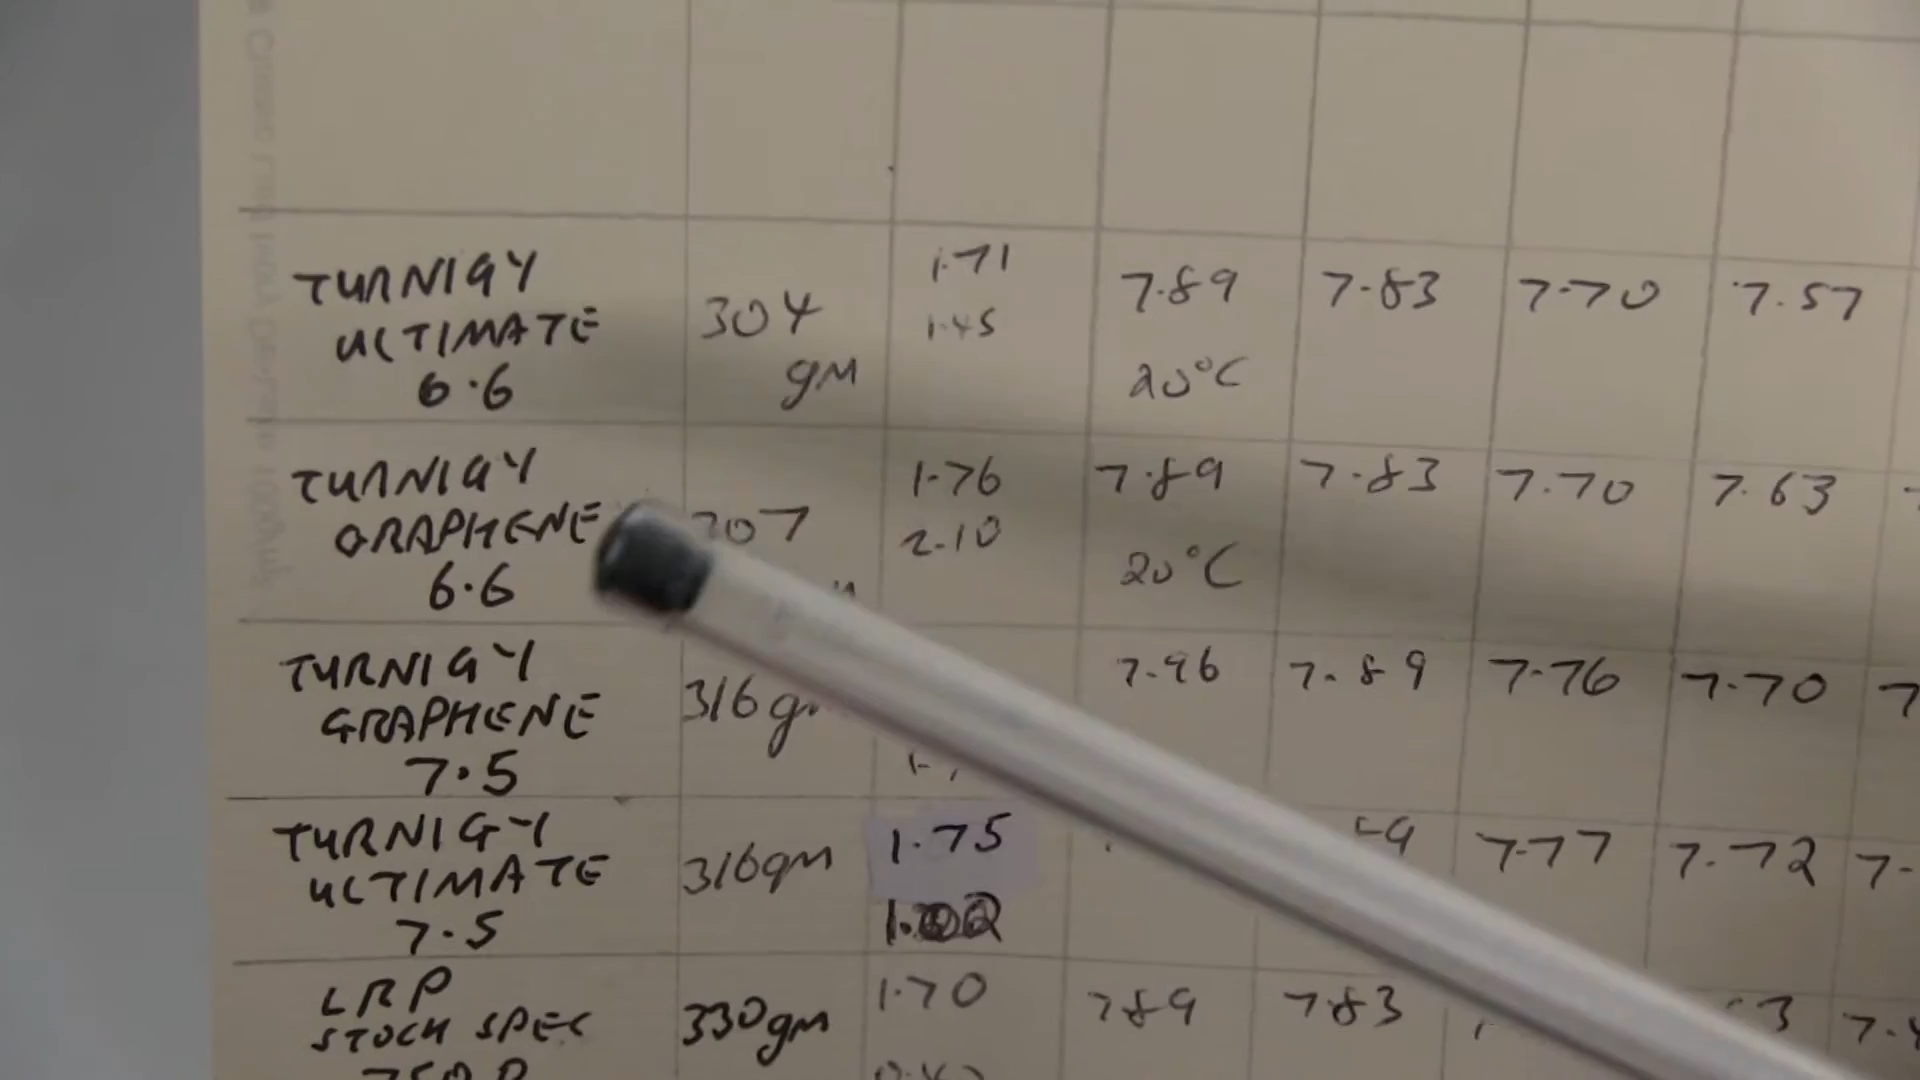 TURNIGY
ULTIMATE
6.6
304
gm
1.71
1.45
7.89
20°C
7.83
7.70
7.57
TURNIGY
GRAPHENE
6.6
307
1.76
2.10
7.89
20°C
7.83
7.70
7.63
TURNIGY
GRAPHENE
7.5
316
7.96
7.89
7.76
7.70
TURNIGY
ULTIMATE
7.5
316gm
1.75
7.77
7.72
LRP
STOCK SPEC
330gm
1.70
7.89
7.83